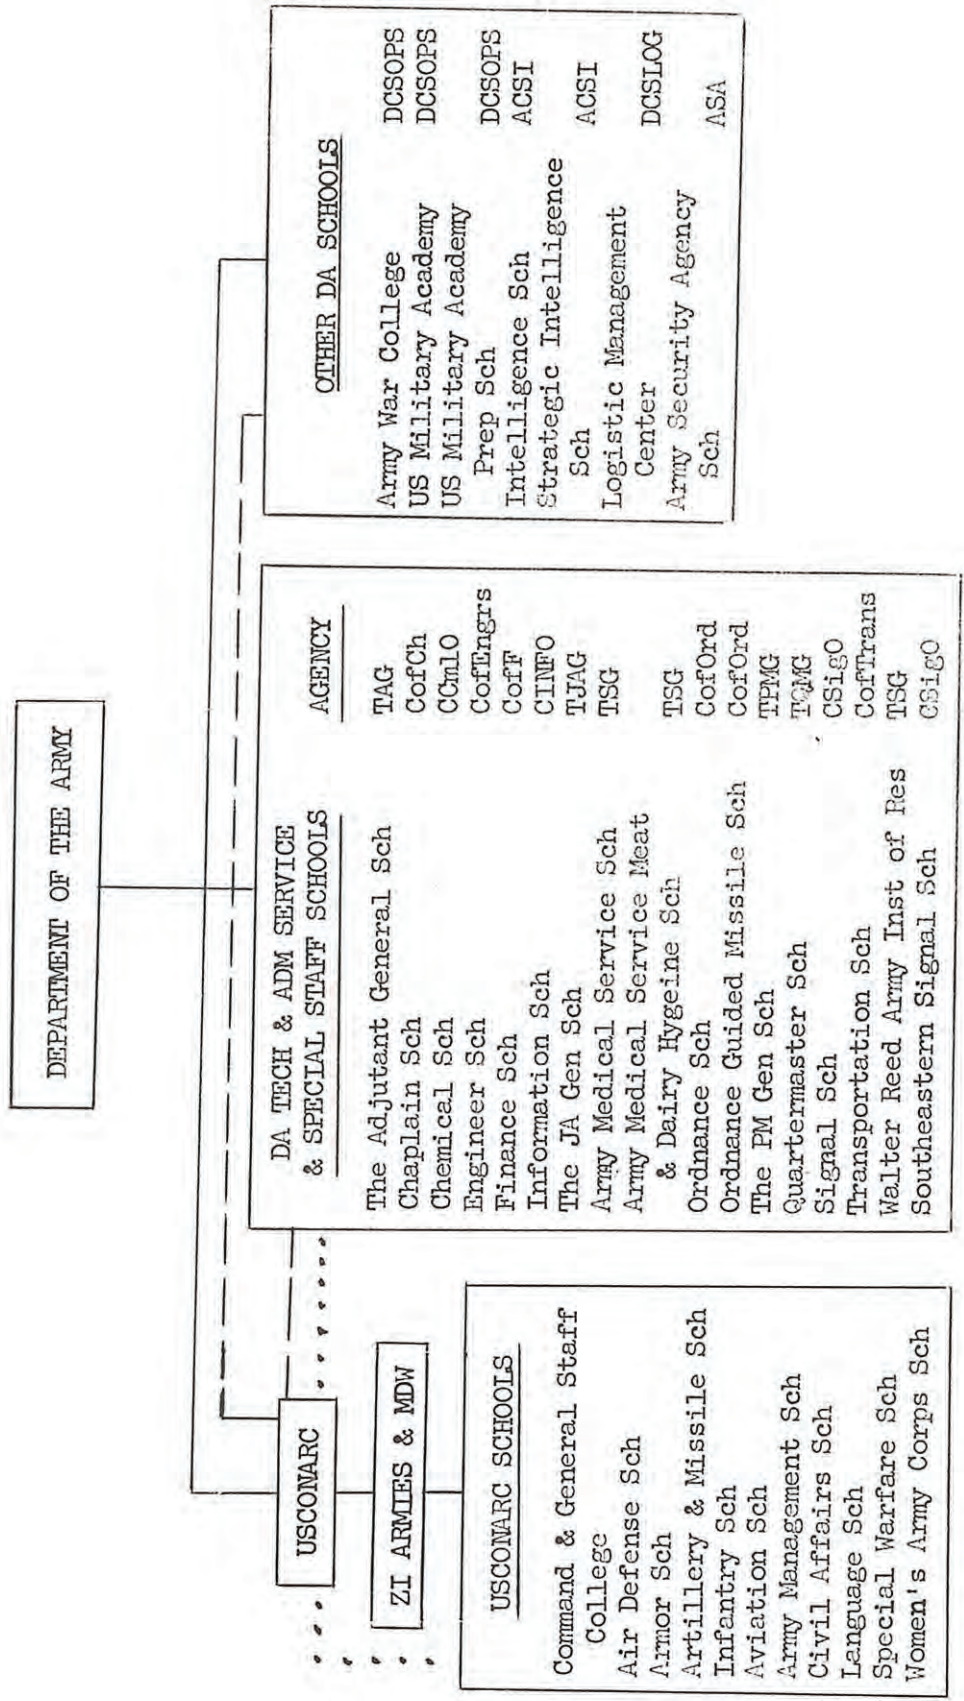 DEPARTMENT OF THE ARMY
USCONARC
ZI ARMIES & MDW
USCONARC SCHOOLS
Command & General Staff
College
Air Defense Sch
Armor Sch
Artillery & Missile Sch
Infantry Sch
Aviation Sch
Army Management Sch
Civil Affairs Sch
Language Sch
Special Warfare Sch
Women's Army Corps Sch
DA TECH & ADM SERVICE
& SPECIAL STAFF SCHOOLS AGENCY
The Adjutant General Sch TAG
Chaplain Sch CofCh
Chemical Sch CCmlO
Engineer Sch CofEngrs
Finance Sch CofF
Information Sch CINFO
The JA Gen Sch TJAG
Army Medical Service Sch TSG
Army Medical Service Meat
& Dairy Hygeine Sch TSG
Ordnance Sch CofOrd
Ordnance Guided Missile Sch CofOrd
The PM Gen Sch TPMG
Quartermaster Sch TQMG
Signal Sch CSigO
Transportation Sch CofTrans
Walter Reed Army Inst of Res TSG
Southeastern Signal Sch CSigO
OTHER DA SCHOOLS
Army War College DCSOPS
US Military Academy DCSOPS
US Military Academy
Prep Sch DCSOPS
Intelligence Sch ACSI
Strategic Intelligence
Sch ACSI
Logistic Management
Center DCSLOG
Army Security Agency
Sch ASA